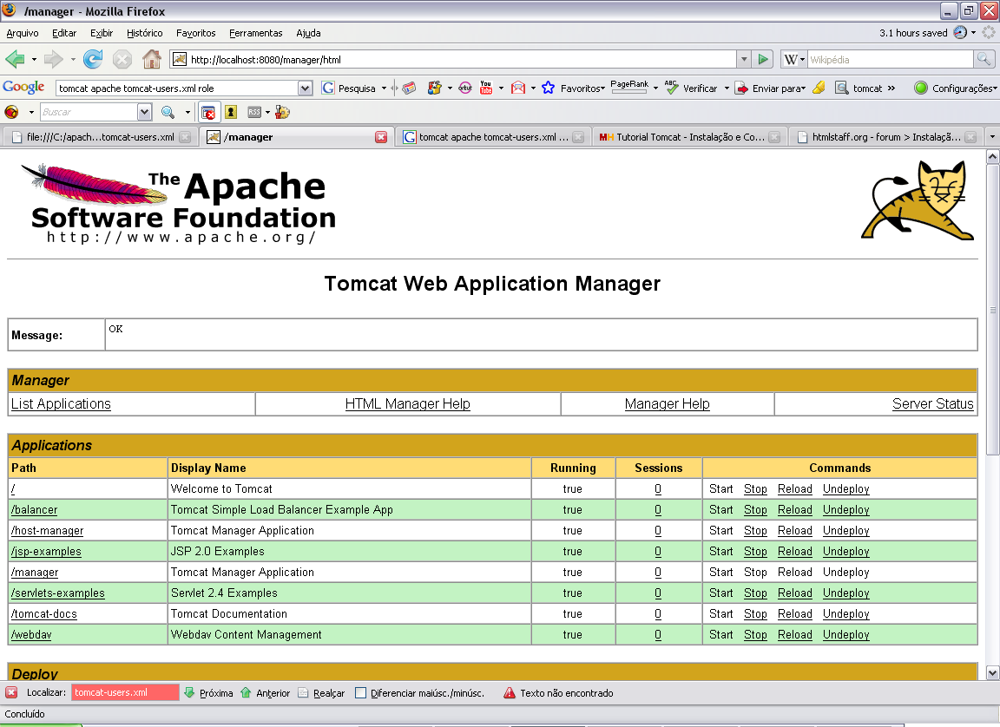 /manager - Mozilla Firefox
Arquivo Editar Exibir Histórico Favoritos Ferramentas Ajuda 3.1 hours saved
http://localhost:8080/manager/html W Wikipédia
Google tomcat apache tomcat-users.xml role G Pesquisa orkut You Tube Favoritos PageRank ABC Verificar Enviar para tomcat » Configurações
Buscar RSS
file:///C:/apach...tomcat-users.xml /manager G tomcat apache tomcat-users.xml ... MH Tutorial Tomcat - Instalação e Co... htmlstaff.org - forum > Instalaçã...
The Apache
Software Foundation
http://www.apache.org/
Tomcat Web Application Manager
Message: OK
Manager
List Applications HTML Manager Help Manager Help Server Status
Applications
Path Display Name Running Sessions Commands
/ Welcome to Tomcat true 0 Start Stop Reload Undeploy
/balancer Tomcat Simple Load Balancer Example App true 0 Start Stop Reload Undeploy
/host-manager Tomcat Manager Application true 0 Start Stop Reload Undeploy
/jsp-examples JSP 2.0 Examples true 0 Start Stop Reload Undeploy
/manager Tomcat Manager Application true 0 Start Stop Reload Undeploy
/servlets-examples Servlet 2.4 Examples true 0 Start Stop Reload Undeploy
/tomcat-docs Tomcat Documentation true 0 Start Stop Reload Undeploy
/webdav Webdav Content Management true 0 Start Stop Reload Undeploy
Deploy
Localizar: tomcat-users.xml Próxima Anterior Realçar Diferenciar maiúsc./minúsc. Texto não encontrado
Concluído